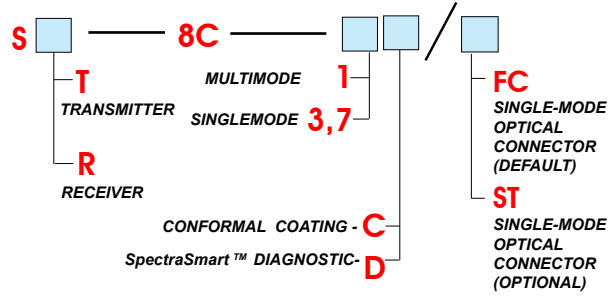 S 8C /
T
TRANSMITTER
R
RECEIVER
MULTIMODE 1
SINGLEMODE 3,7
CONFORMAL COATING - C
SpectraSmart ™ DIAGNOSTIC- D
FC
SINGLE-MODE
OPTICAL
CONNECTOR
(DEFAULT)
ST
SINGLE-MODE
OPTICAL
CONNECTOR
(OPTIONAL)